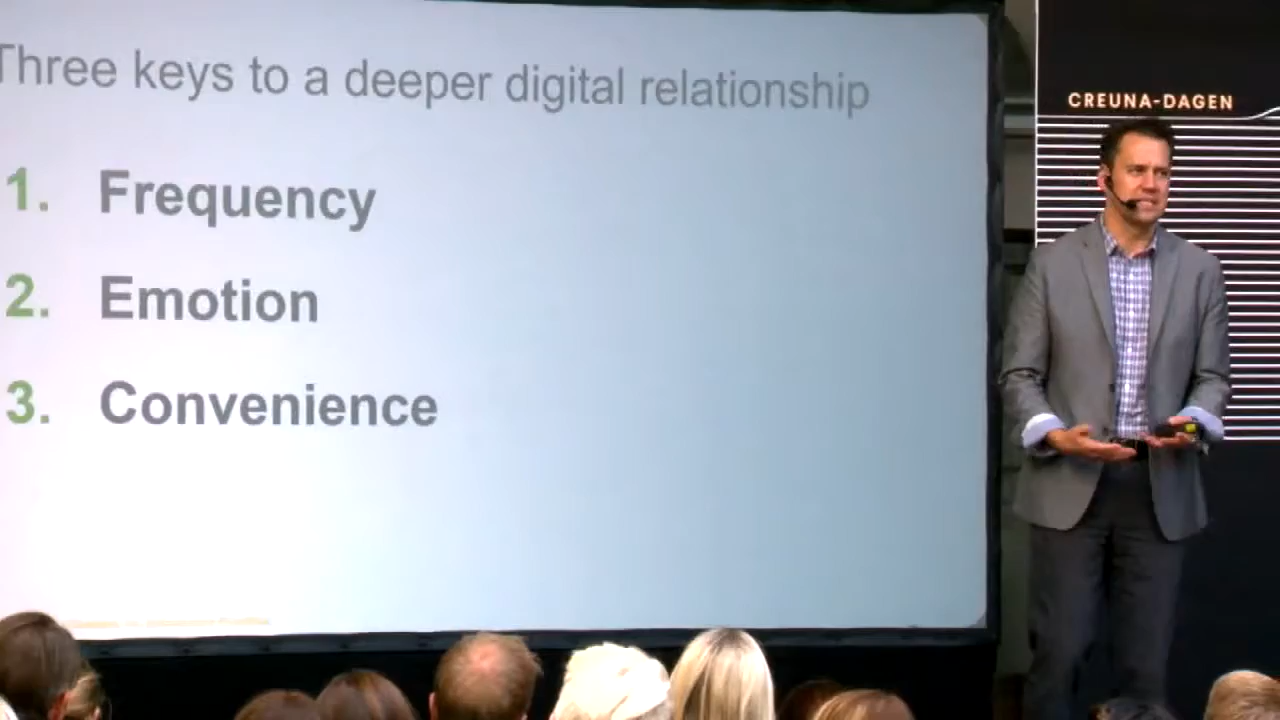 Three keys to a deeper digital relationship
1. Frequency
2. Emotion
3. Convenience
CREUNA-DAGEN